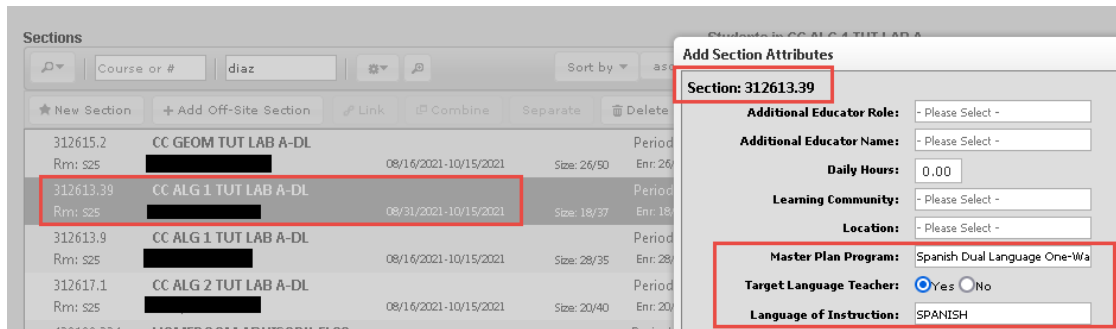 Sections
Course or #
diaz
Sort by
asc
New Section
+ Add Off-Site Section
Link
Combine
Separate
Delete
312615.2 CC GEOM TUT LAB A-DL Period
Rm: S25 08/16/2021-10/15/2021 Size: 26/50 Enr: 26/
312613.39 CC ALG 1 TUT LAB A-DL Period
Rm: S25 08/31/2021-10/15/2021 Size: 18/37 Enr: 18/
312613.9 CC ALG 1 TUT LAB A-DL Period
Rm: S25 08/16/2021-10/15/2021 Size: 28/35 Enr: 28/
312617.1 CC ALG 2 TUT LAB A-DL Period
Rm: S25 08/16/2021-10/15/2021 Size: 20/40 Enr: 20/
Students in CC ALG 1 TUT LAB A
Add Section Attributes
Section: 312613.39
Additional Educator Role: - Please Select -
Additional Educator Name: - Please Select -
Daily Hours: 0.00
Learning Community: - Please Select -
Location: - Please Select -
Master Plan Program: Spanish Dual Language One-Wa
Target Language Teacher: Yes No
Language of Instruction: SPANISH